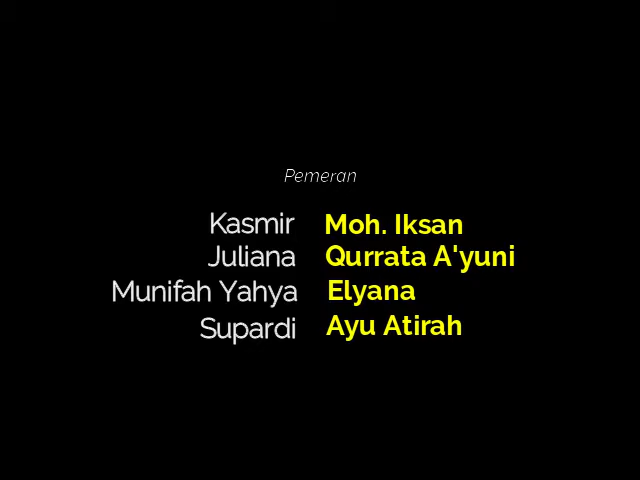 Pemeran
Kasmir Moh. Iksan
Juliana Qurrata A'yuni
Munifah Yahya Elyana
Supardi Ayu Atirah